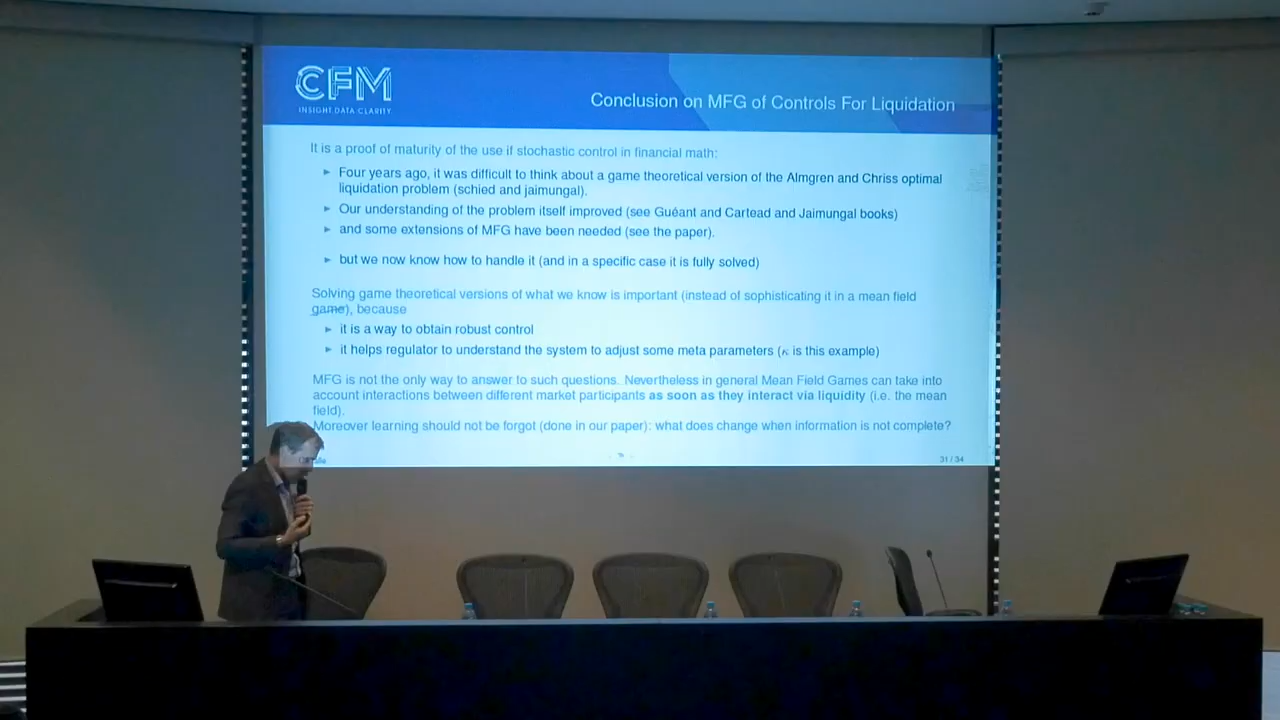 CFM
INSIGHT.DATA.CLARITY.
Conclusion on MFG of Controls For Liquidation
It is a proof of maturity of the use if stochastic control in financial math:
► Four years ago, it was difficult to think about a game theoretical version of the Almgren and Chriss optimal
liquidation problem (schied and jaimungal).
► Our understanding of the problem itself improved (see Guéant and Cartead and Jaimungal books)
► and some extensions of MFG have been needed (see the paper).
► but we now know how to handle it (and in a specific case it is fully solved)
Solving game theoretical versions of what we know is important (instead of sophisticating it in a mean field
game), because
► it is a way to obtain robust control
► it helps regulator to understand the system to adjust some meta parameters (κ is this example)
MFG is not the only way to answer to such questions. Nevertheless in general Mean Field Games can take into
account interactions between different market participants as soon as they interact via liquidity (i.e. the mean
field).
Moreover learning should not be forgot (done in our paper): what does change when information is not complete?
31 / 34